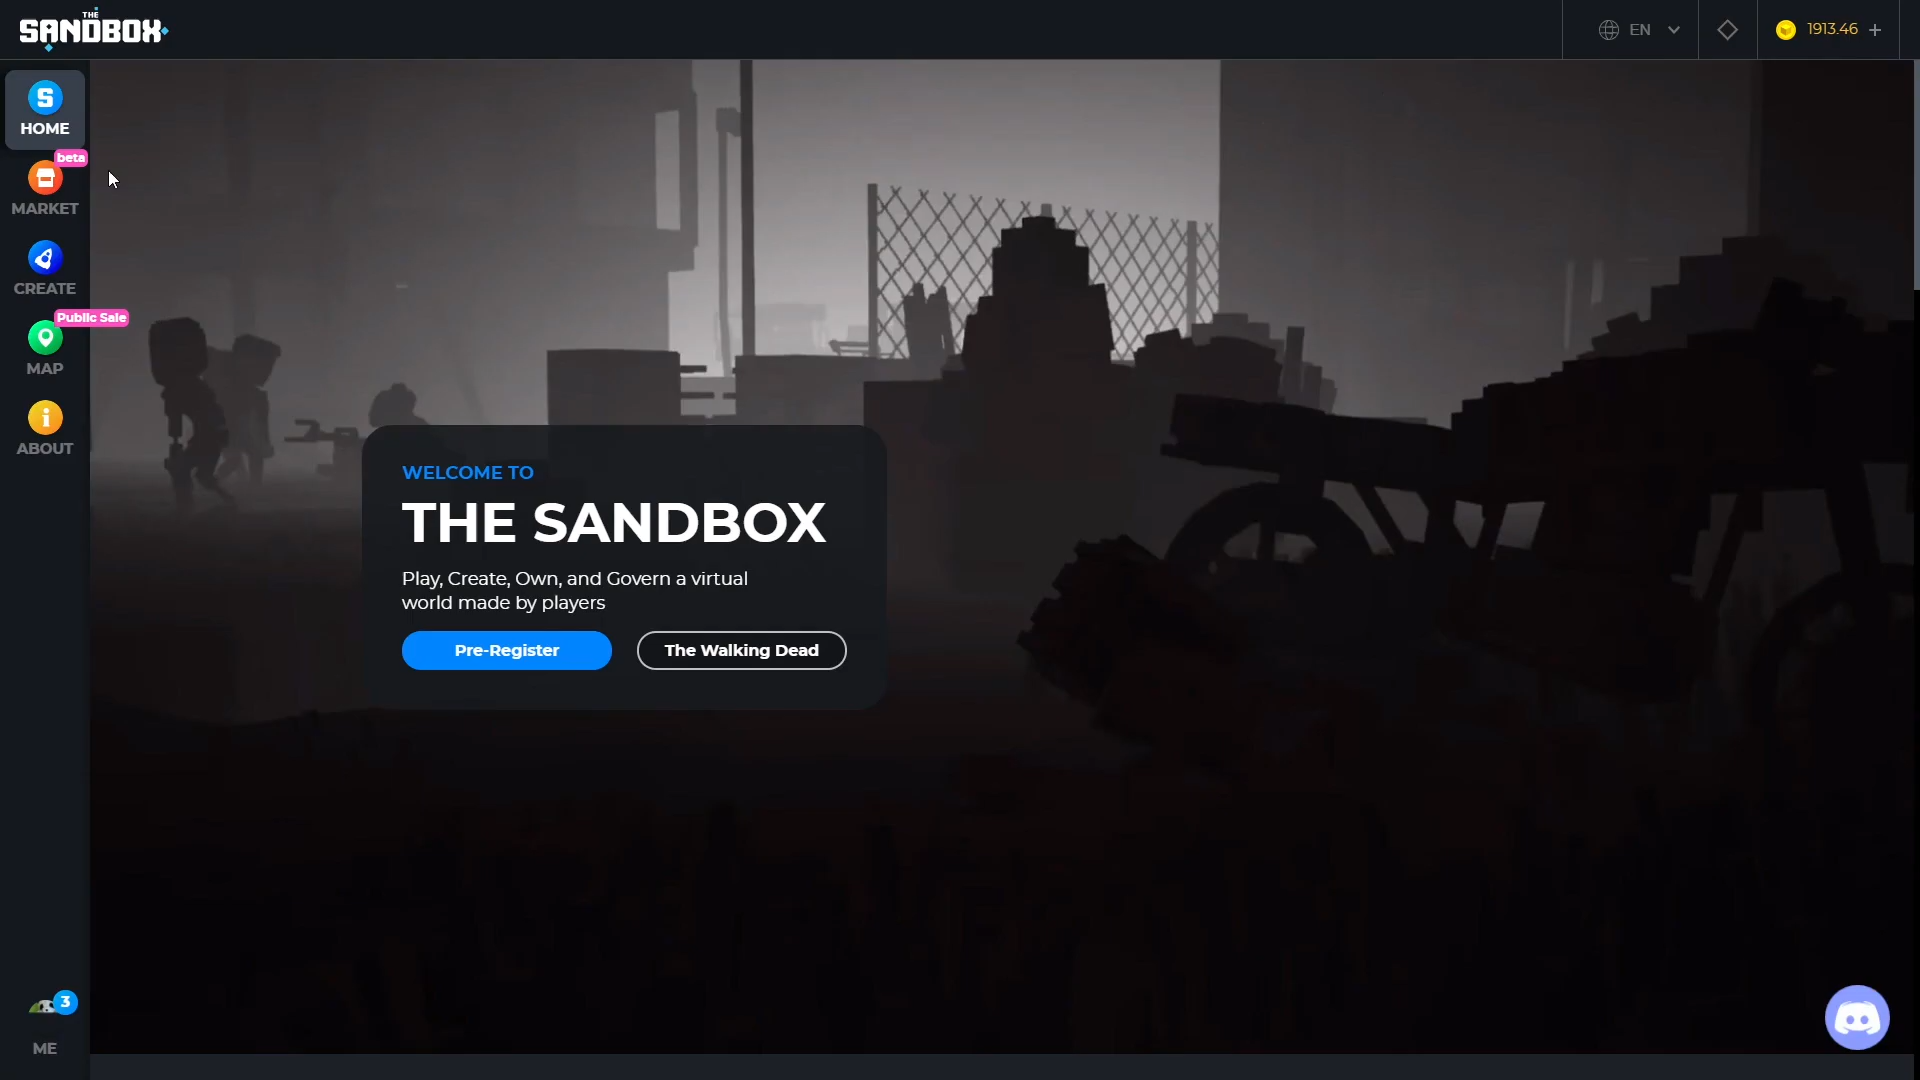 THE
SANDBOX
EN
1913.46 +
S
HOME
beta
MARKET
CREATE
Public Sale
MAP
i
ABOUT
WELCOME TO
THE SANDBOX
Play, Create, Own, and Govern a virtual
world made by players
Pre-Register
The Walking Dead
3
ME